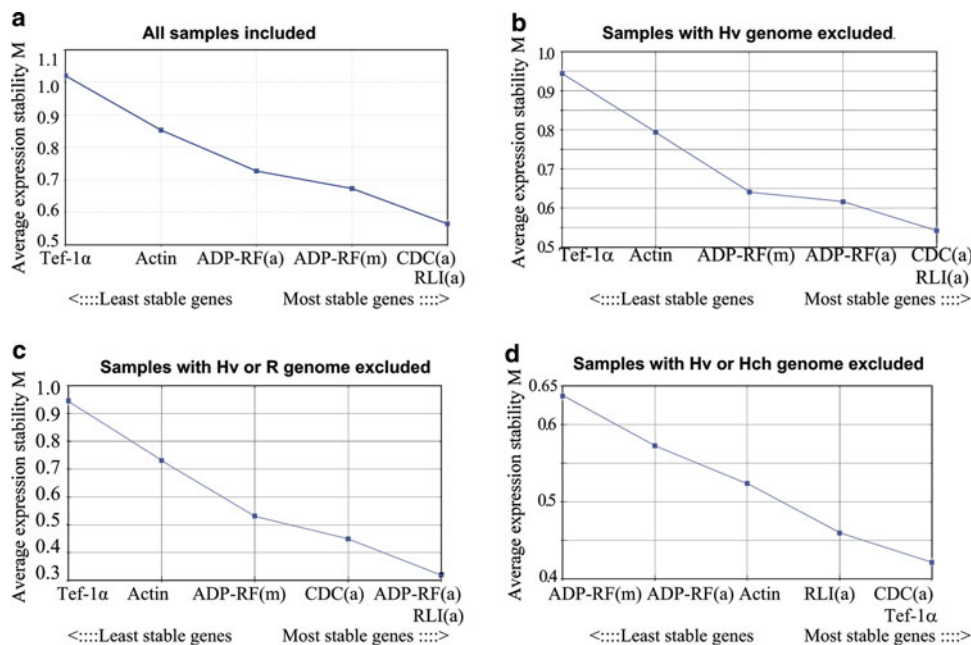 a
All samples included
Average expression stability M
1.1
1.0
0.9
0.8
0.7
0.6
0.5
Tef-1α Actin ADP-RF(a) ADP-RF(m) CDC(a)
RLI(a)
<::::Least stable genes Most stable genes ::::>
b
Samples with Hv genome excluded
Average expression stability M
1.0
0.9
0.8
0.7
0.6
0.5
Tef-1α Actin ADP-RF(m) ADP-RF(a) CDC(a)
RLI(a)
<::::Least stable genes Most stable genes ::::>
c
Samples with Hv or R genome excluded
Average expression stability M
1.0
0.9
0.8
0.7
0.6
0.5
0.4
0.3
Tef-1α Actin ADP-RF(m) CDC(a) ADP-RF(a)
RLI(a)
<::::Least stable genes Most stable genes ::::>
d
Samples with Hv or Hch genome excluded
Average expression stability M
0.65
0.6
0.5
0.4
ADP-RF(m) ADP-RF(a) Actin RLI(a) CDC(a)
Tef-1α
<::::Least stable genes Most stable genes ::::>